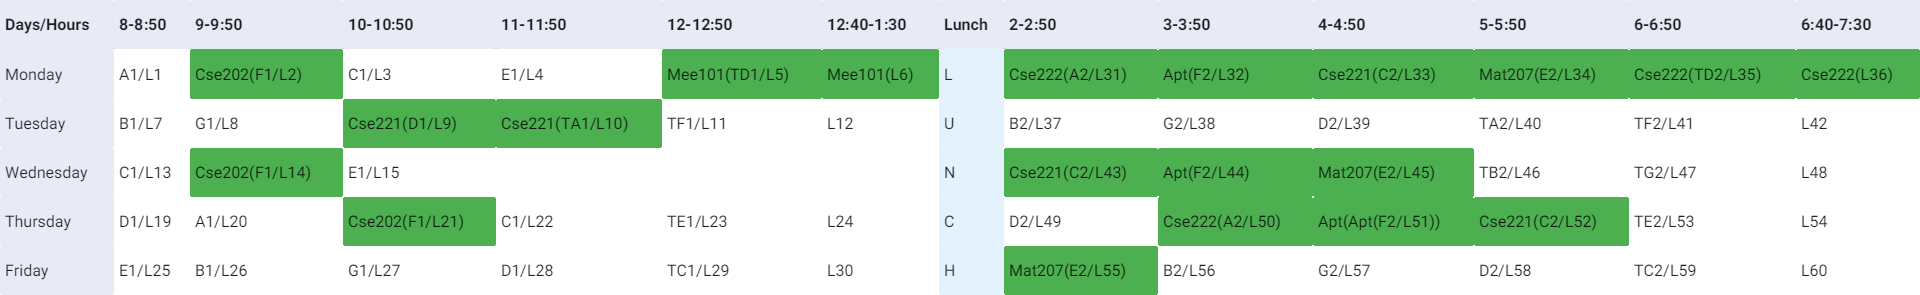 Days/Hours 8-8:50 9-9:50 10-10:50 11-11:50 12-12:50 12:40-1:30 Lunch 2-2:50 3-3:50 4-4:50 5-5:50 6-6:50 6:40-7:30
Monday A1/L1 Cse202(F1/L2) C1/L3 E1/L4 Mee101(TD1/L5) Mee101(L6) L Cse222(A2/L31) Apt(F2/L32) Cse221(C2/L33) Mat207(E2/L34) Cse222(TD2/L35) Cse222(L36)
Tuesday B1/L7 G1/L8 Cse221(D1/L9) Cse221(TA1/L10) TF1/L11 L12 U B2/L37 G2/L38 D2/L39 TA2/L40 TF2/L41 L42
Wednesday C1/L13 Cse202(F1/L14) E1/L15 N Cse221(C2/L43) Apt(F2/L44) Mat207(E2/L45) TB2/L46 TG2/L47 L48
Thursday D1/L19 A1/L20 Cse202(F1/L21) C1/L22 TE1/L23 L24 C D2/L49 Cse222(A2/L50) Apt(Apt(F2/L51)) Cse221(C2/L52) TE2/L53 L54
Friday E1/L25 B1/L26 G1/L27 D1/L28 TC1/L29 L30 H Mat207(E2/L55) B2/L56 G2/L57 D2/L58 TC2/L59 L60